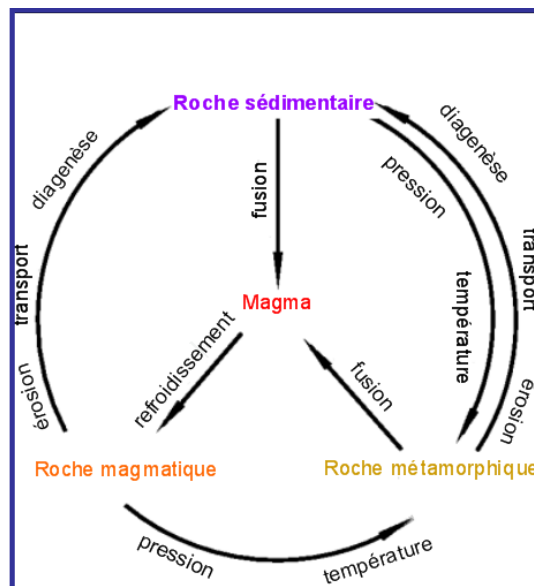 Roche sédimentaire
diagenèse
transport
érosion
fusion
pression
température
diagenèse
transport
érosion
Magma
refroidissement
fusion
Roche magmatique
Roche métamorphique
pression
température